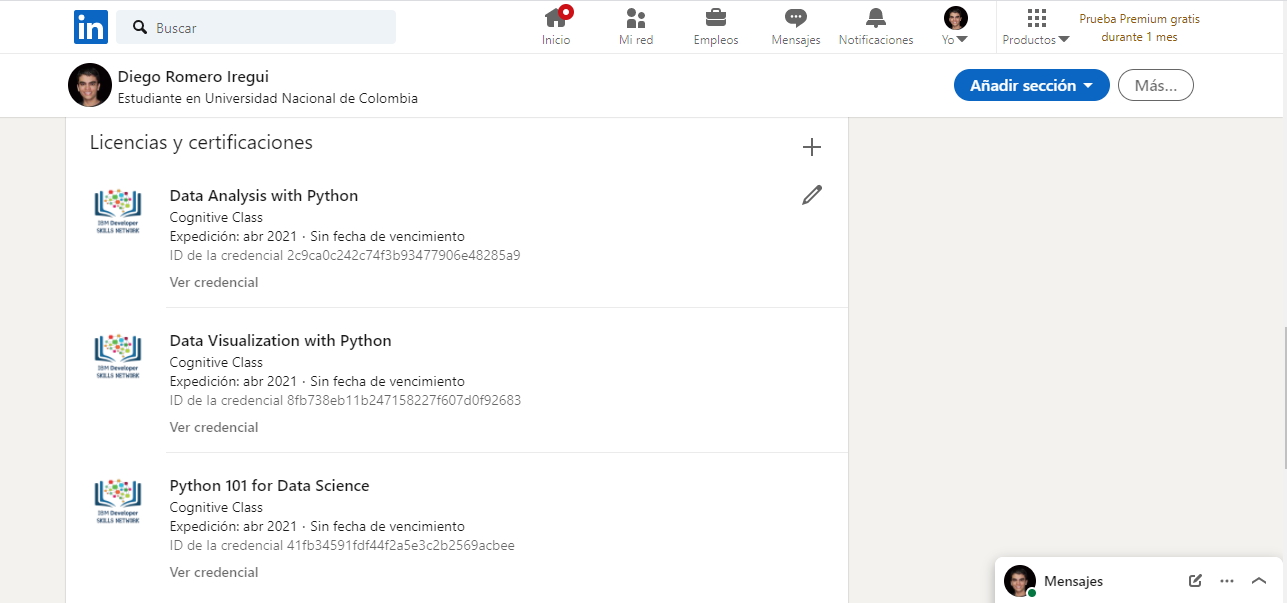 in
Buscar
Inicio
Mi red
Empleos
Mensajes
Notificaciones
Yo
Productos
Prueba Premium gratis
durante 1 mes
Diego Romero Iregui
Estudiante en Universidad Nacional de Colombia
Añadir sección
Más...
Licencias y certificaciones
IBM Developer
SKILLS NETWORK
Data Analysis with Python
Cognitive Class
Expedición: abr 2021 · Sin fecha de vencimiento
ID de la credencial 2c9ca0c242c74f3b93477906e48285a9
Ver credencial
IBM Developer
SKILLS NETWORK
Data Visualization with Python
Cognitive Class
Expedición: abr 2021 · Sin fecha de vencimiento
ID de la credencial 8fb738eb11b247158227f607d0f92683
Ver credencial
IBM Developer
SKILLS NETWORK
Python 101 for Data Science
Cognitive Class
Expedición: abr 2021 · Sin fecha de vencimiento
ID de la credencial 41fb34591fdf44f2a5e3c2b2569acbee
Ver credencial
Mensajes